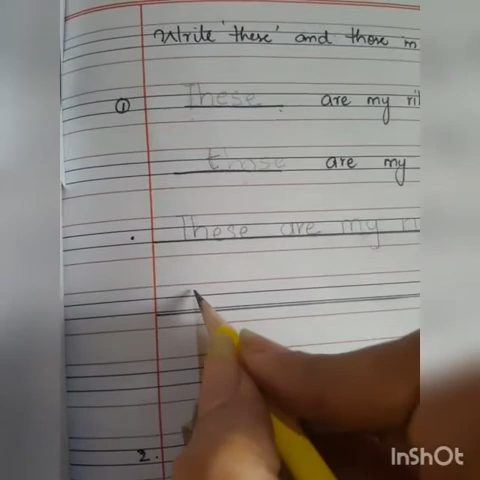 Write 'these' and those in
① These are my
those are my
These are my
2.
InShOt